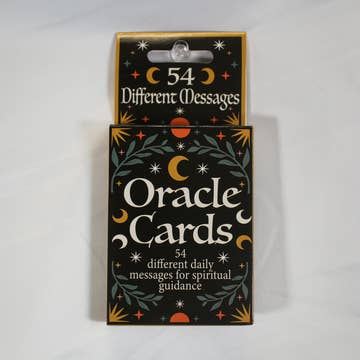 54
Different Messages
Oracle
Cards
54
different daily
messages for spiritual
guidance